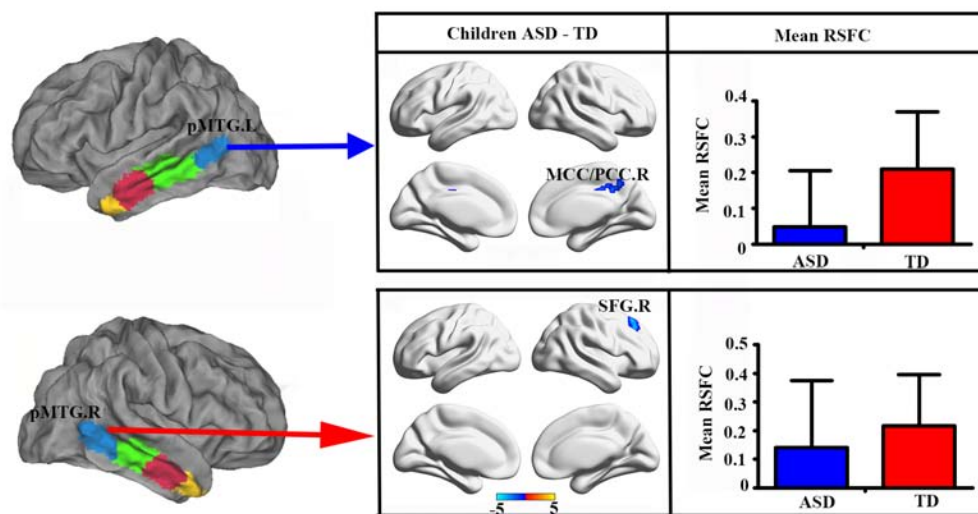 Children ASD - TD
Mean RSFC
pMTG.L
MCC/PCC.R
Mean RSFC
0.4
0.3
0.2
0.1
0
ASD
TD
pMTG.R
SFG.R
-5
5
Mean RSFC
0.5
0.4
0.3
0.2
0.1
0
ASD
TD